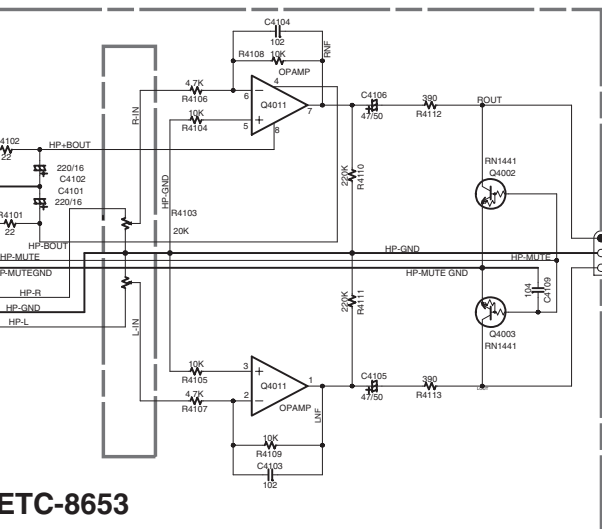 C4104
102
R4108 10K
RNF
OPAMP
4
4.7K
R4106
6
Q4011
7
10K
R4104
5
8
C4106
47/50
390
R4112
ROUT
R-IN
4102
22
HP+BOUT
220/16
C4102
C4101
220/16
HP-GND
220K
R4110
RN1441
Q4002
R4101
22
R4103
20K
HP-BOUT
HP-MUTE
P-MUTEGND
HP-GND
HP-MUTE
HP-MUTE GND
HP-R
HP-GND
HP-L
104
C4109
220K
R4111
L-IN
Q4003
RN1441
10K
R4105
3
Q4011
1
4.7K
R4107
2
OPAMP
LNF
C4105
47/50
390
R4113
10K
R4109
C4103
102
ETC-8653